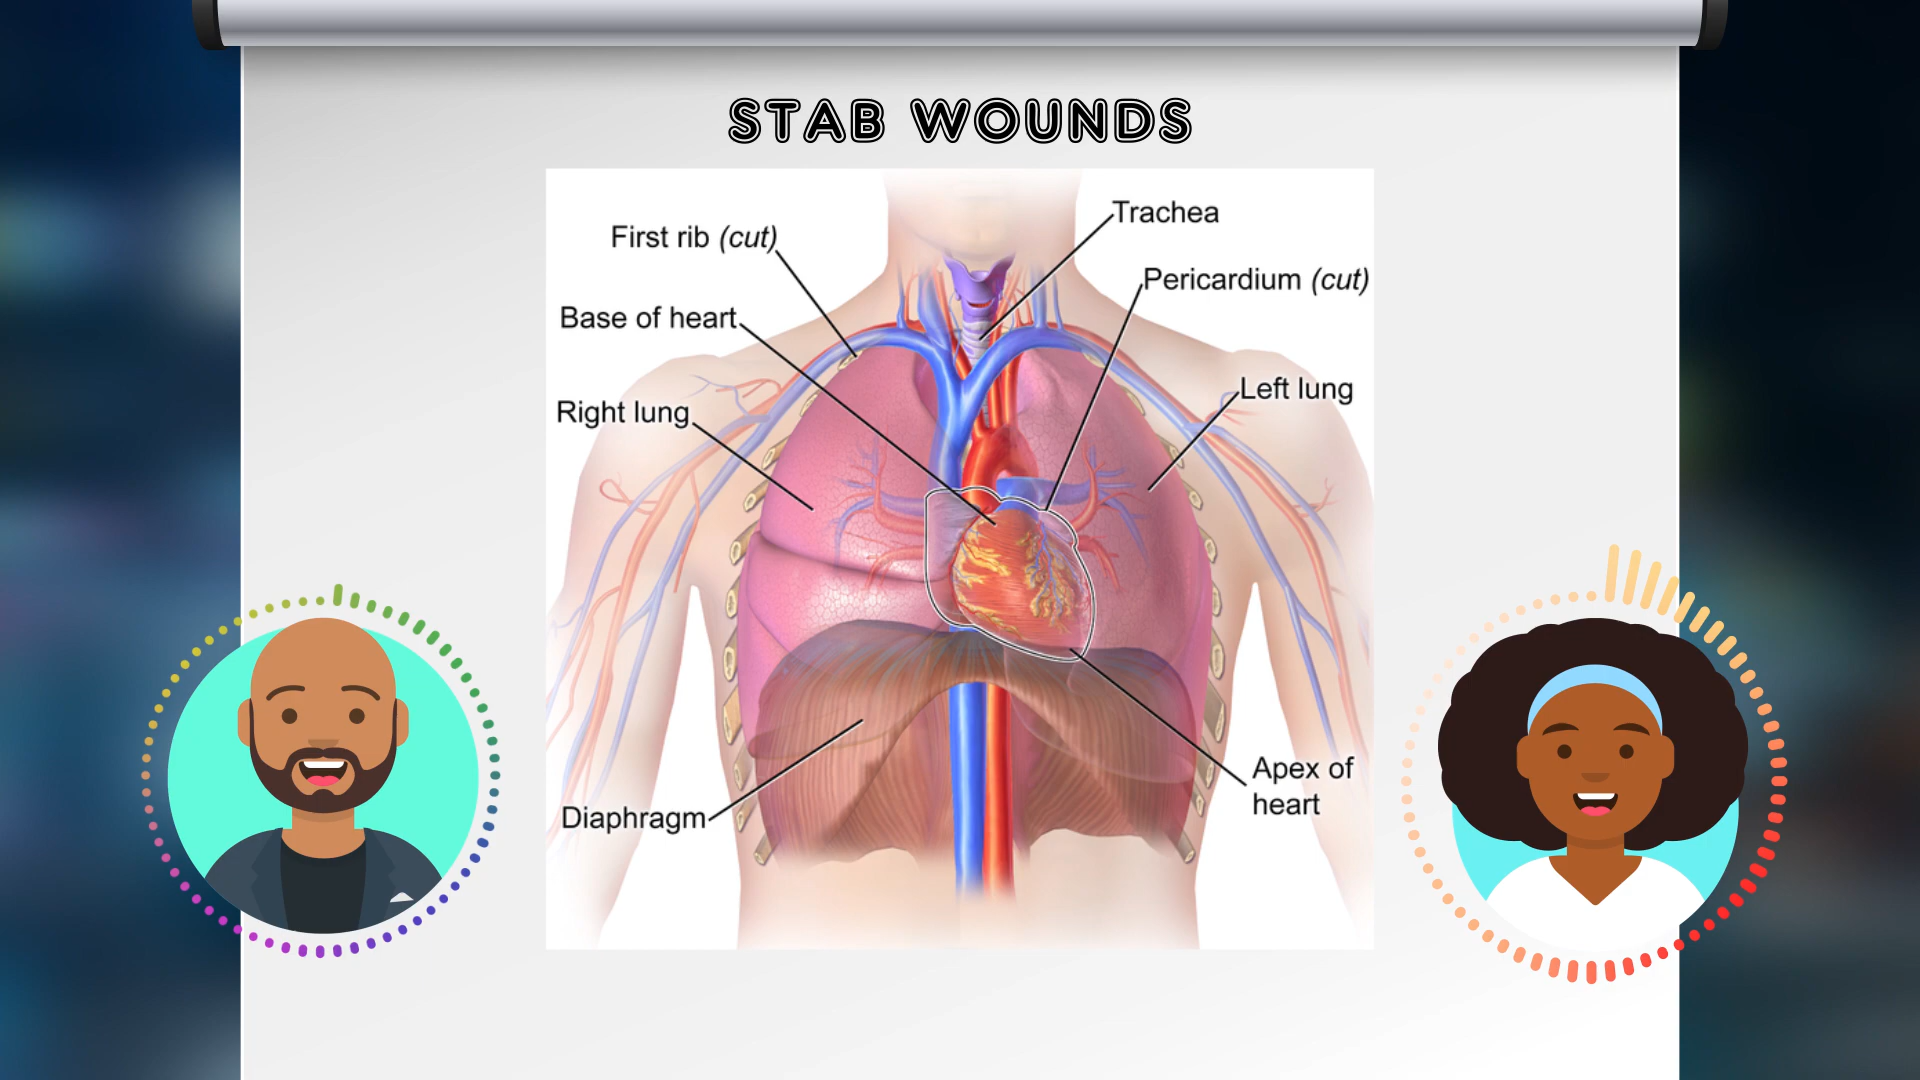 STAB WOUNDS
Trachea
First rib (cut)
Pericardium (cut)
Base of heart
Left lung
Right lung
Apex of
heart
Diaphragm